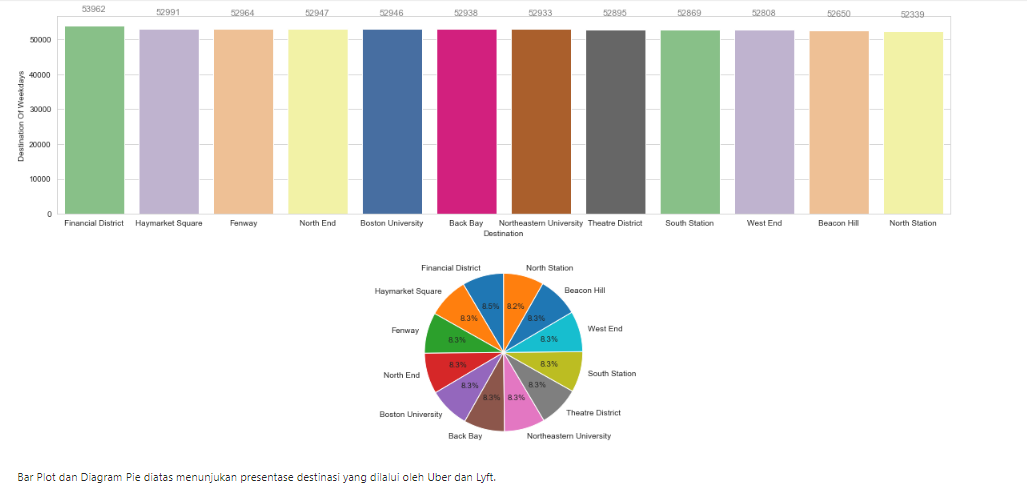 53962 52991 52964 52947 52946 52938 52933 52895 52869 52808 52650 52339
50000
40000
30000
20000
10000
0
Destination Of Weekdays
Financial District Haymarket Square Fenway North End Boston University Back Bay Northeastern University Theatre District South Station West End Beacon Hill North Station
Destination
Financial District North Station
Haymarket Square Beacon Hill
8.5% 8.2%
8.3% 8.3%
Fenway West End
8.3% 8.3%
8.3% 8.3%
North End South Station
8.3% 8.3%
8.3% 8.3%
Boston University Theatre District
Back Bay Northeastern University
Bar Plot dan Diagram Pie diatas menunjukan presentase destinasi yang dilalui oleh Uber dan Lyft.